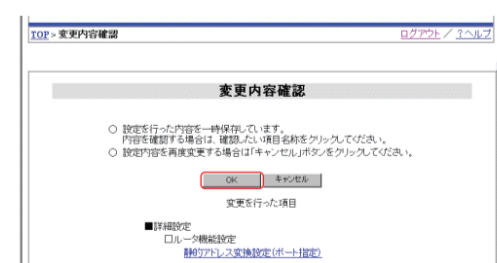 TOP > 変更内容確認
ログアウト / ?ヘルプ
変更内容確認
○ 設定を行った内容を一時保存しています。
内容を確認する場合は、確認したい項目名称をクリックしてください。
○ 設定内容を再度変更する場合は「キャンセル」ボタンをクリックしてください。
OK キャンセル
変更を行った項目
■詳細設定
□ルータ機能設定
静的アドレス変換設定(ポート指定)